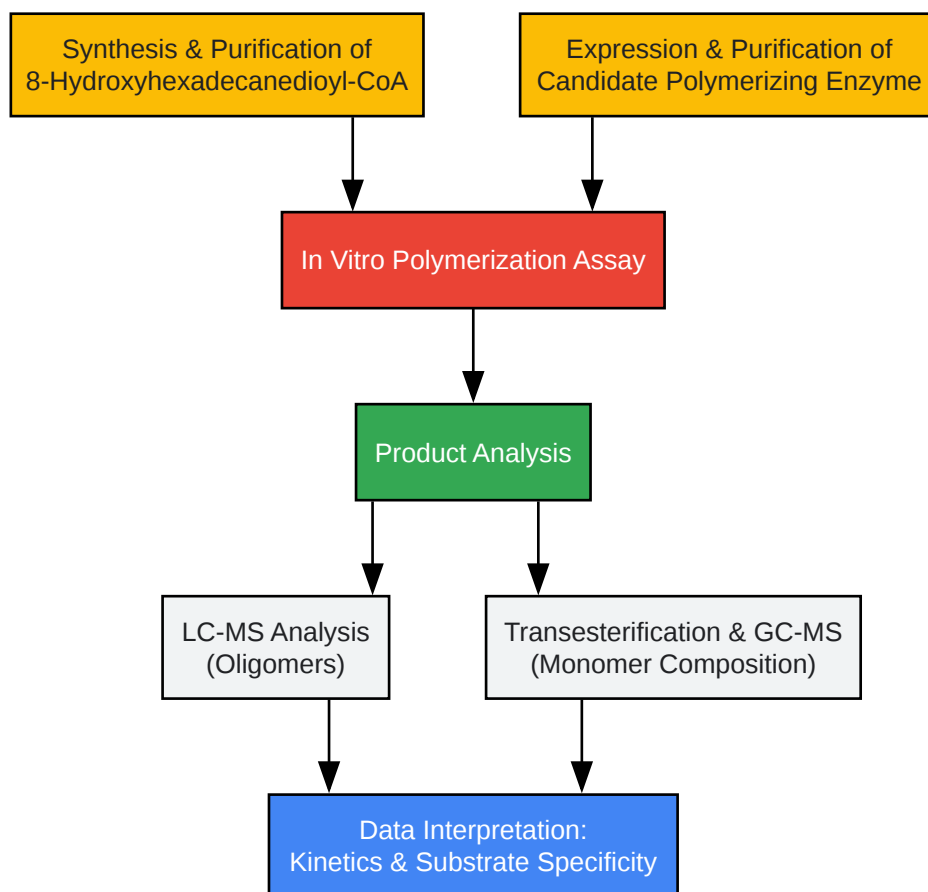 Synthesis & Purification of
8-Hydroxyhexadecanedioyl-CoA
Expression & Purification of
Candidate Polymerizing Enzyme
In Vitro Polymerization Assay
Product Analysis
LC-MS Analysis
(Oligomers)
Transesterification & GC-MS
(Monomer Composition)
Data Interpretation:
Kinetics & Substrate Specificity